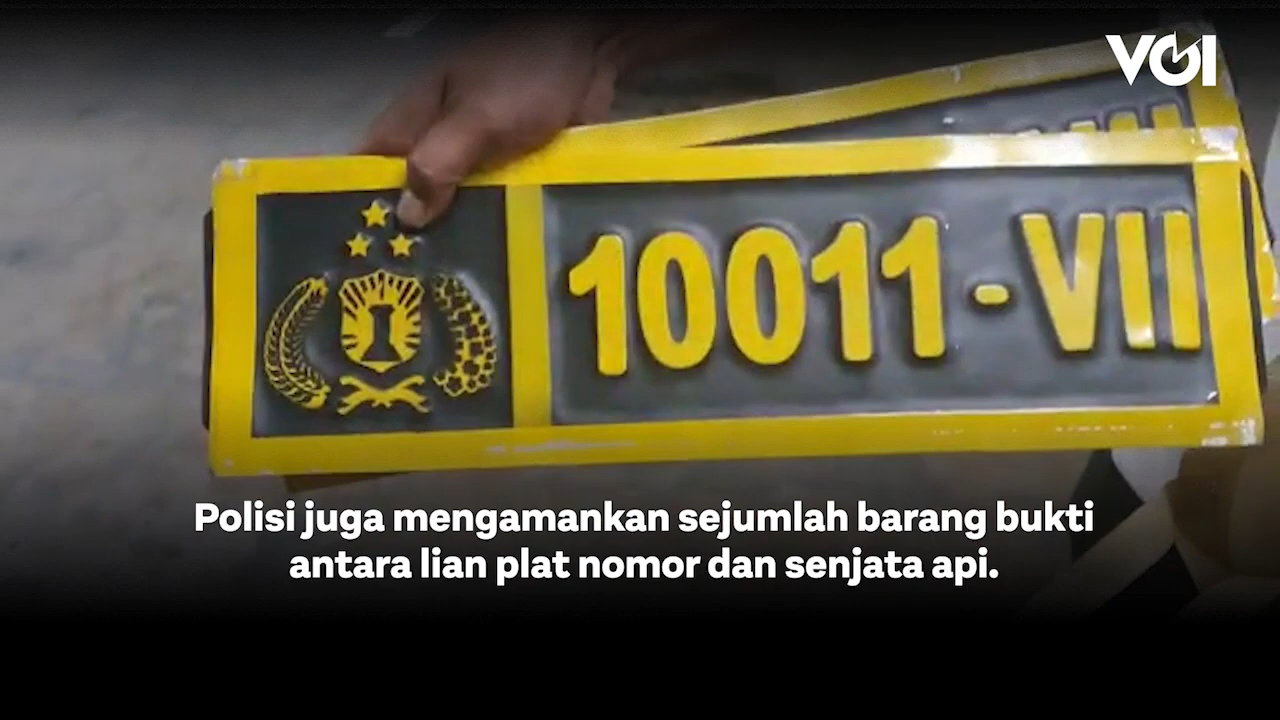 VOI
10011-VII
Polisi juga mengamankan sejumlah barang bukti
antara lian plat nomor dan senjata api.